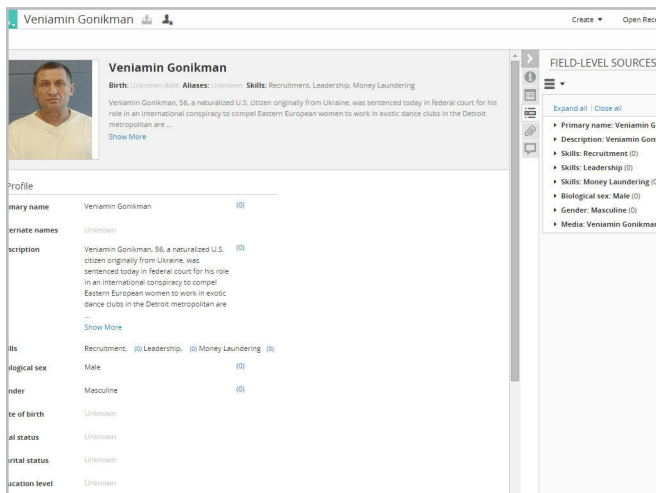 Veniamin Gonikman
Create
Open Rece
Veniamin Gonikman
Birth: Unknown date Aliases: Unknown Skills: Recruitment, Leadership, Money Laundering
Veniamin Gonikman, 56, a naturalized U.S. citizen originally from Ukraine, was sentenced today in federal court for his
role in an international conspiracy to compel Eastern European women to work in exotic dance clubs in the Detroit
metropolitan are ...
Show More
FIELD-LEVEL SOURCES
Expand all | Close all
Primary name: Veniamin G
Description: Veniamin Goni
Skills: Recruitment (0)
Skills: Leadership (0)
Skills: Money Laundering (0
Biological sex: Male (0)
Gender: Masculine (0)
Media: Veniamin Gonikman
Profile
mary name Veniamin Gonikman (0)
ernate names Unknown
scription Veniamin Gonikman, 56, a naturalized U.S. (0)
citizen originally from Ukraine, was
sentenced today in federal court for his role
in an international conspiracy to compel
Eastern European women to work in exotic
dance clubs in the Detroit metropolitan are
...
Show More
ills Recruitment, (0) Leadership, (0) Money Laundering (0)
ological sex Male (0)
nder Masculine (0)
te of birth Unknown
al status Unknown
arital status Unknown
ucation level Unknown